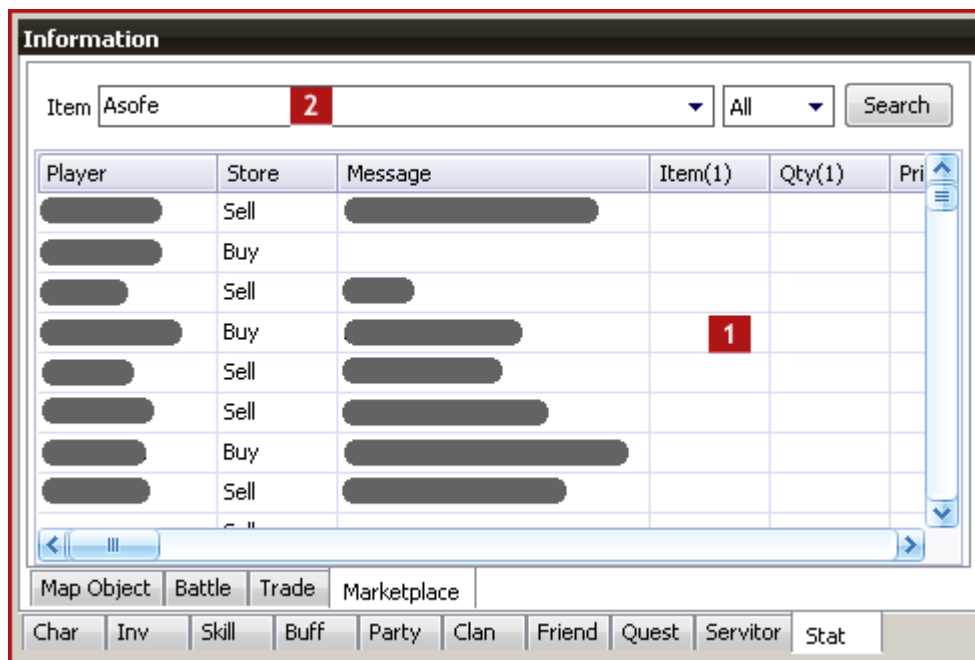 Information
Item Asofe 2 All Search
Player Store Message Item(1) Qty(1) Pri
Sell
Buy
Sell
Buy 1
Sell
Sell
Buy
Sell
Map Object Battle Trade Marketplace
Char Inv Skill Buff Party Clan Friend Quest Servitor Stat